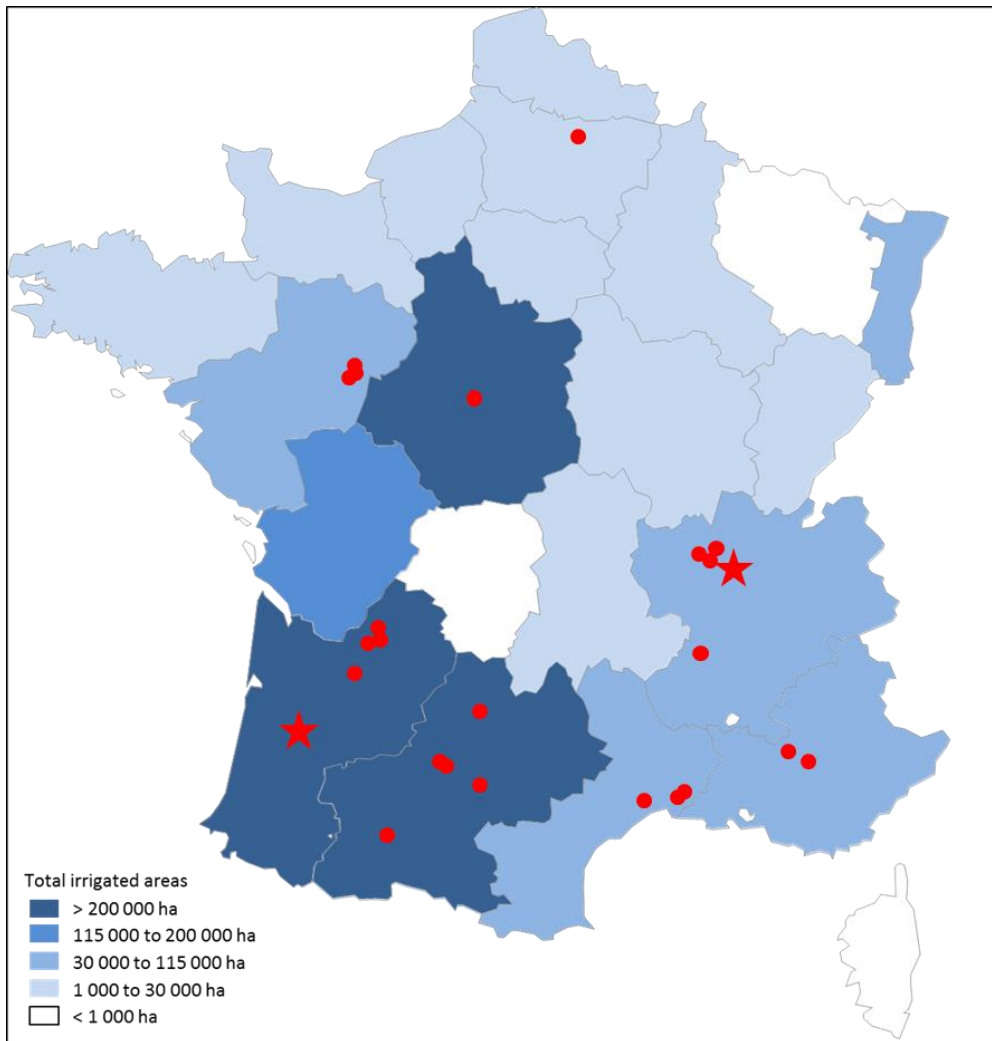 Total irrigated areas
> 200 000 ha
115 000 to 200 000 ha
30 000 to 115 000 ha
1 000 to 30 000 ha
< 1 000 ha